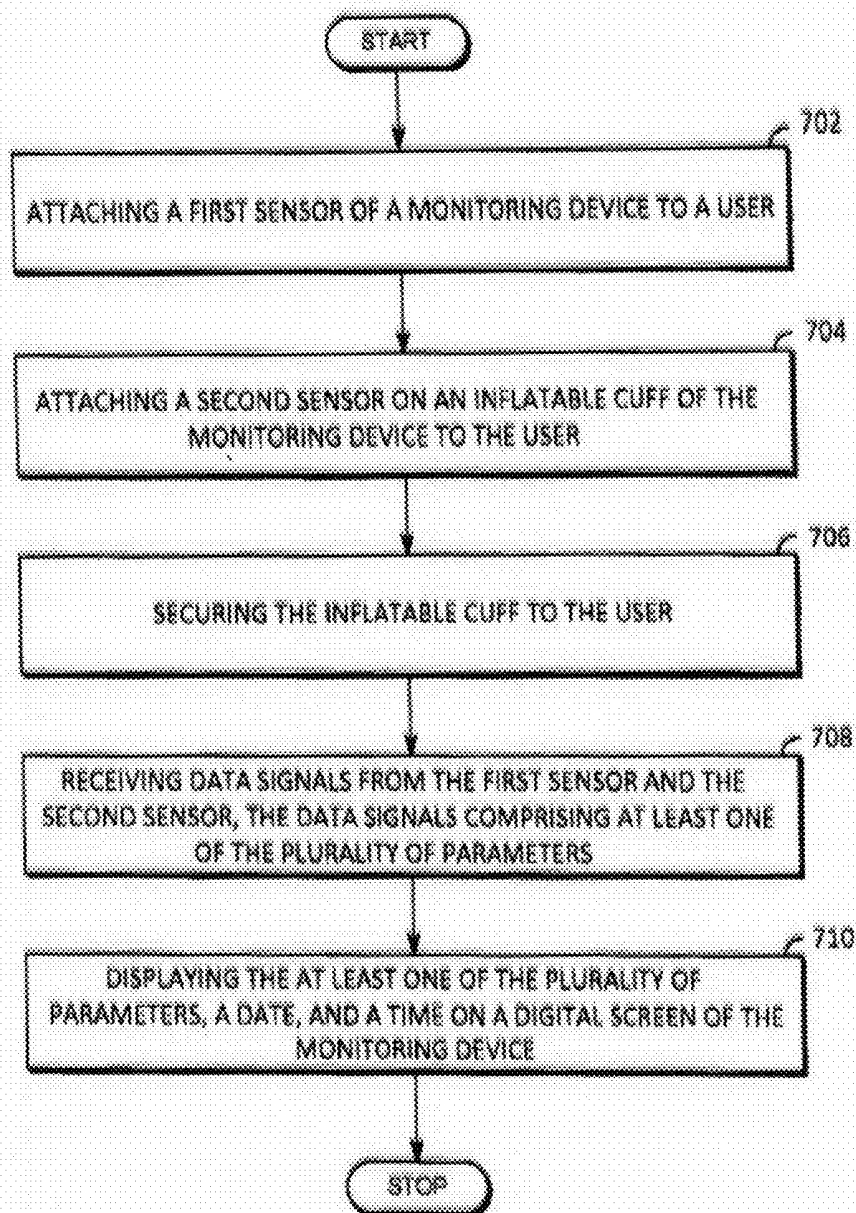 START
702
ATTACHING A FIRST SENSOR OF A MONITORING DEVICE TO A USER
704
ATTACHING A SECOND SENSOR ON AN INFLATABLE CUFF OF THE
MONITORING DEVICE TO THE USER
706
SECURING THE INFLATABLE CUFF TO THE USER
708
RECEIVING DATA SIGNALS FROM THE FIRST SENSOR AND THE
SECOND SENSOR, THE DATA SIGNALS COMPRISING AT LEAST ONE
OF THE PLURALITY OF PARAMETERS
710
DISPLAYING THE AT LEAST ONE OF THE PLURALITY OF
PARAMETERS, A DATE, AND A TIME ON A DIGITAL SCREEN OF THE
MONITORING DEVICE
STOP